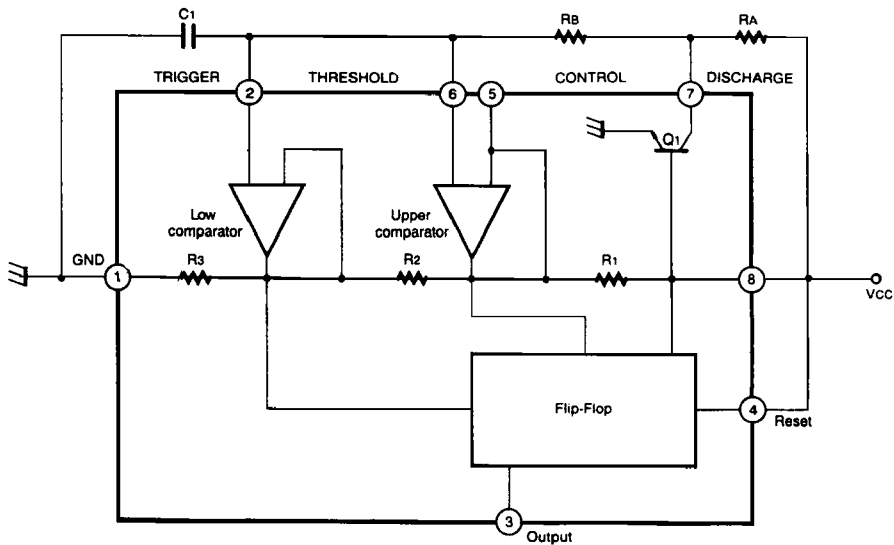 C1
RB
RA
TRIGGER
THRESHOLD
CONTROL
DISCHARGE
2
6
5
7
Q1
Low
comparator
Upper
comparator
GND
R3
R2
R1
1
8
VCC
Flip-Flop
4
Reset
3
Output